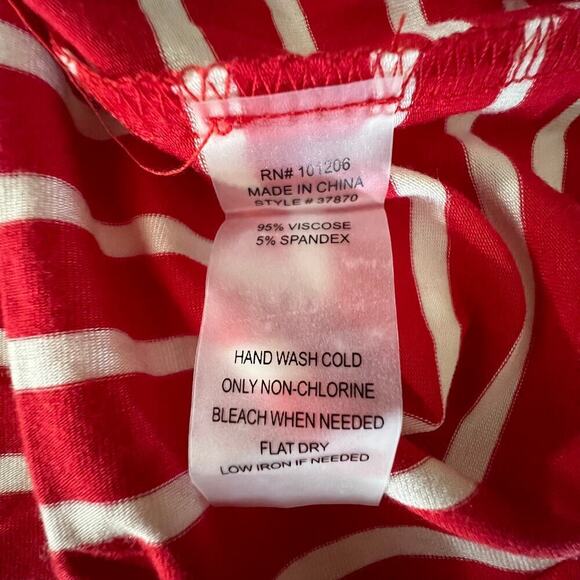 RN# 101206
MADE IN CHINA
STYLE # 37870
95% VISCOSE
5% SPANDEX
HAND WASH COLD
ONLY NON-CHLORINE
BLEACH WHEN NEEDED
FLAT DRY
LOW IRON IF NEEDED